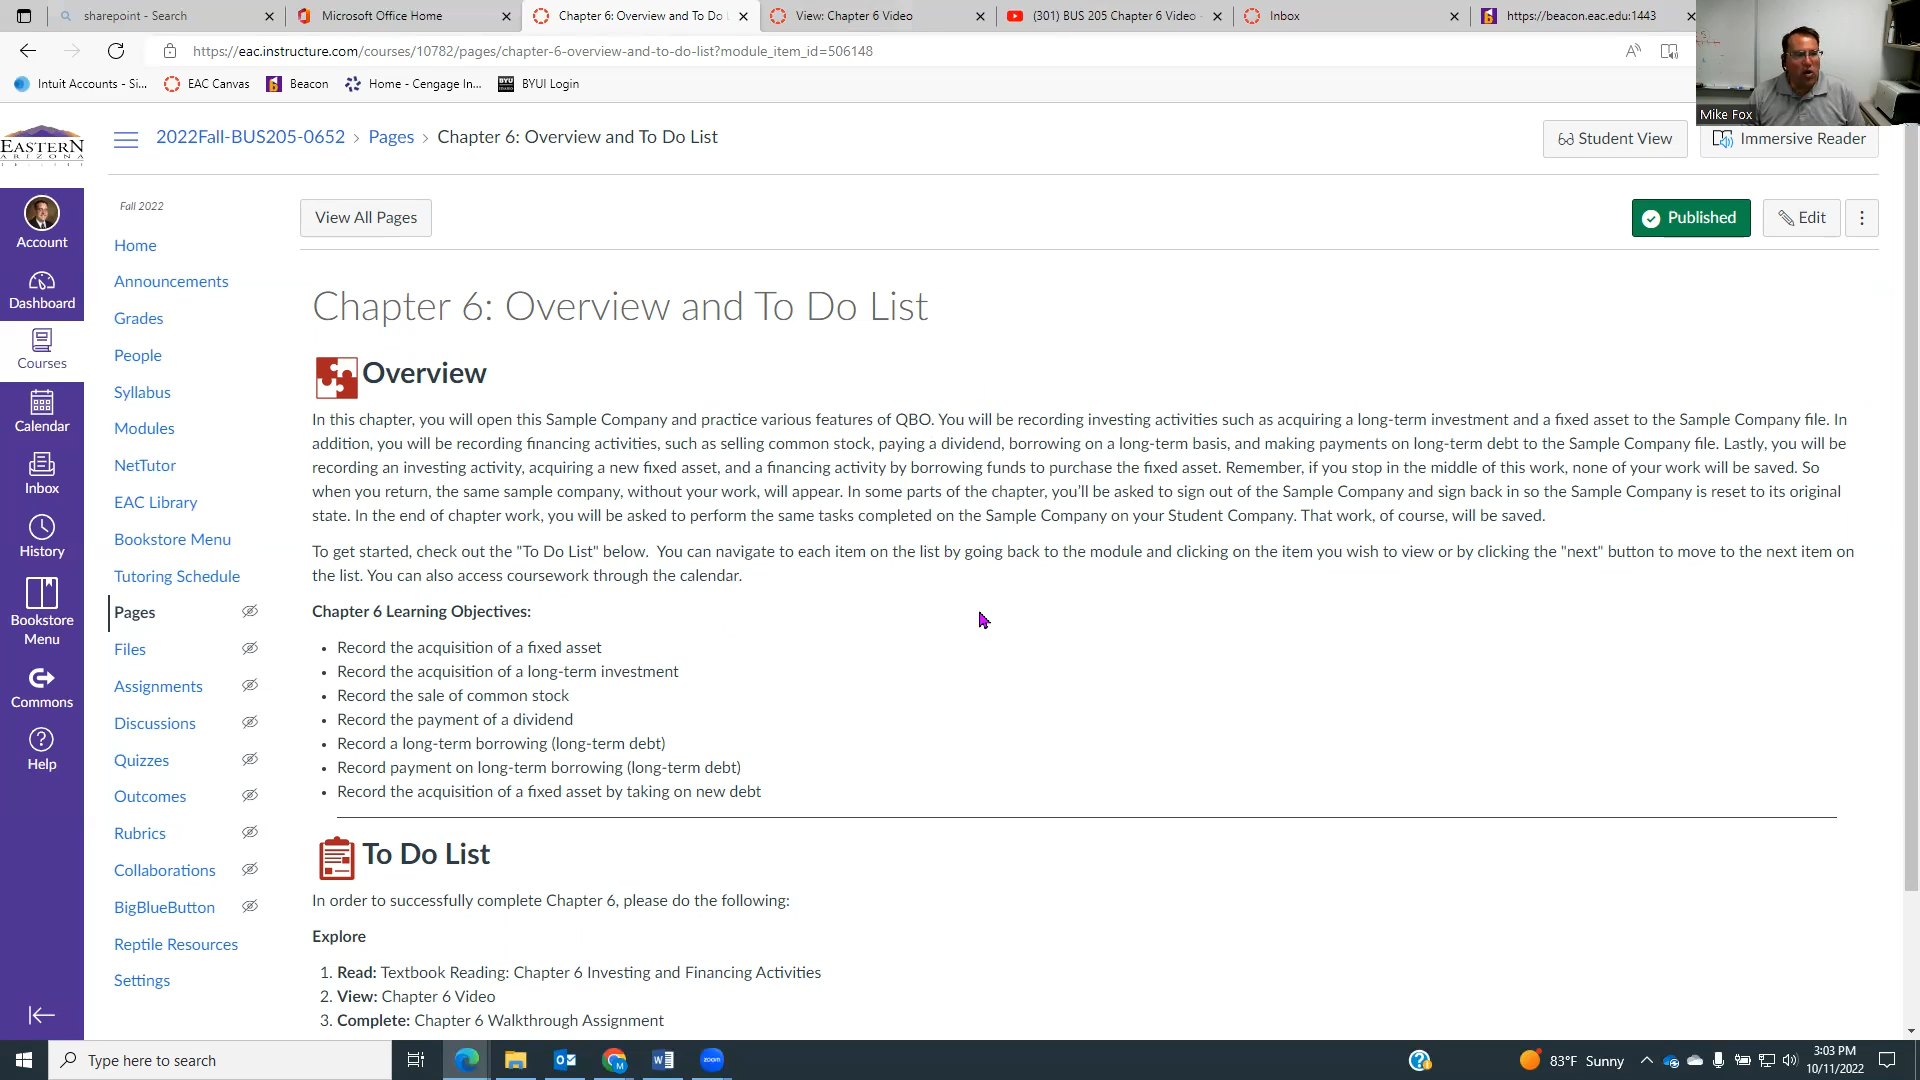 sharepoint - Search
Microsoft Office Home
Chapter 6: Overview and To Do
View: Chapter 6 Video
(301) BUS 205 Chapter 6 Video
Inbox
https://beacon.eac.edu:1443
https://eac.instructure.com/courses/10782/pages/chapter-6-overview-and-to-do-list?module_item_id=506148
Intuit Accounts - Si...
EAC Canvas
Beacon
Home - Cengage In...
BYUI Login
Mike Fox
EASTERN
ARIZONA
2022Fall-BUS205-0652 > Pages > Chapter 6: Overview and To Do List
Student View
Immersive Reader
Account
Dashboard
Courses
Calendar
Inbox
History
Bookstore
Menu
Commons
Help
Fall 2022
Home
Announcements
Grades
People
Syllabus
Modules
NetTutor
EAC Library
Bookstore Menu
Tutoring Schedule
Pages
Files
Assignments
Discussions
Quizzes
Outcomes
Rubrics
Collaborations
BigBlueButton
Reptile Resources
Settings
View All Pages
Published
Edit
Chapter 6: Overview and To Do List
Overview
In this chapter, you will open this Sample Company and practice various features of QBO. You will be recording investing activities such as acquiring a long-term investment and a fixed asset to the Sample Company file. In
addition, you will be recording financing activities, such as selling common stock, paying a dividend, borrowing on a long-term basis, and making payments on long-term debt to the Sample Company file. Lastly, you will be
recording an investing activity, acquiring a new fixed asset, and a financing activity by borrowing funds to purchase the fixed asset. Remember, if you stop in the middle of this work, none of your work will be saved. So
when you return, the same sample company, without your work, will appear. In some parts of the chapter, you'll be asked to sign out of the Sample Company and sign back in so the Sample Company is reset to its original
state. In the end of chapter work, you will be asked to perform the same tasks completed on the Sample Company on your Student Company. That work, of course, will be saved.
To get started, check out the "To Do List" below. You can navigate to each item on the list by going back to the module and clicking on the item you wish to view or by clicking the "next" button to move to the next item on
the list. You can also access coursework through the calendar.
Chapter 6 Learning Objectives:
• Record the acquisition of a fixed asset
• Record the acquisition of a long-term investment
• Record the sale of common stock
• Record the payment of a dividend
• Record a long-term borrowing (long-term debt)
• Record payment on long-term borrowing (long-term debt)
• Record the acquisition of a fixed asset by taking on new debt
To Do List
In order to successfully complete Chapter 6, please do the following:
Explore
1. Read: Textbook Reading: Chapter 6 Investing and Financing Activities
2. View: Chapter 6 Video
3. Complete: Chapter 6 Walkthrough Assignment
Type here to search
zoom
83°F Sunny
3:03 PM
10/11/2022